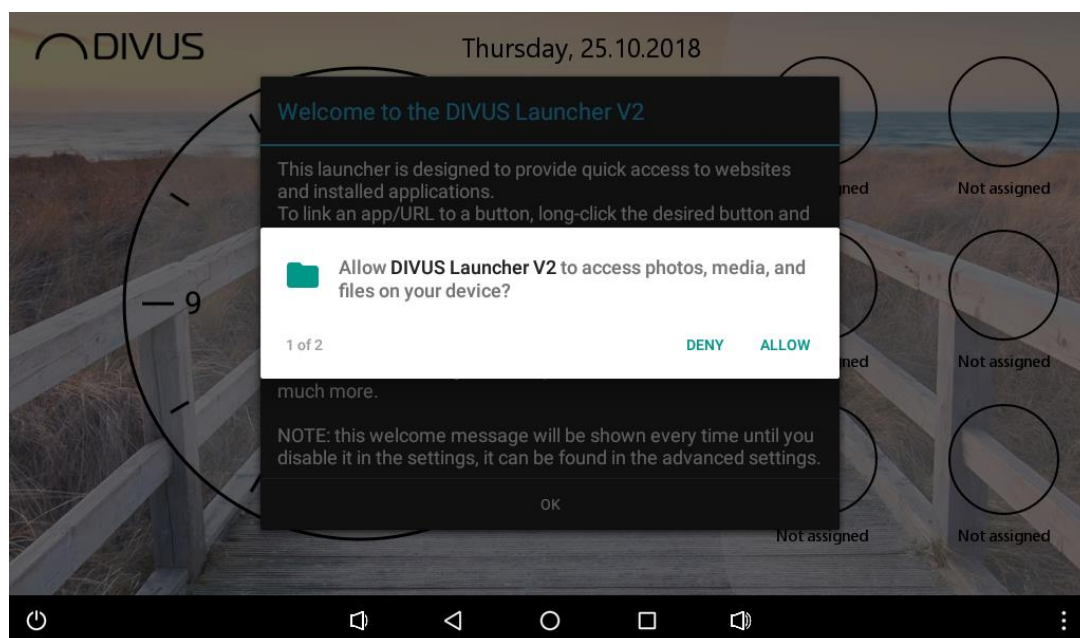 DIVUS
Thursday, 25.10.2018
Welcome to the DIVUS Launcher V2
This launcher is designed to provide quick access to websites
and installed applications.
To link an app/URL to a button, long-click the desired button and
Allow DIVUS Launcher V2 to access photos, media, and
files on your device?
1 of 2
DENY ALLOW
much more.
NOTE: this welcome message will be shown every time until you
disable it in the settings, it can be found in the advanced settings.
OK
9
Not assigned
Not assigned
Not assigned Not assigned